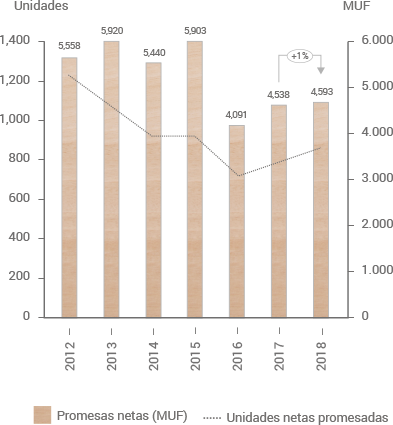 Unidades MUF
1,400 5,558 5,920 5,440 5,903 4,091 4,538 +1% 4,593 6.000
1,200 5.000
1,000 4.000
800 3.000
600 2.000
400 1.000
200
0 0
2012 2013 2014 2015 2016 2017 2018
Promesas netas (MUF) Unidades netas promesadas